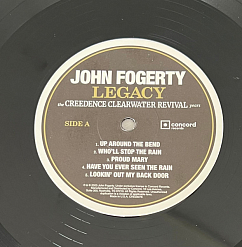 JOHN FOGERTY
LEGACY
the CREEDENCE CLEARWATER REVIVAL years
SIDE A
concord
1. UP AROUND THE BEND
2. WHO'LL STOP THE RAIN
3. PROUD MARY
4. HAVE YOU EVER SEEN THE RAIN
5. LOOKIN' OUT MY BACK DOOR